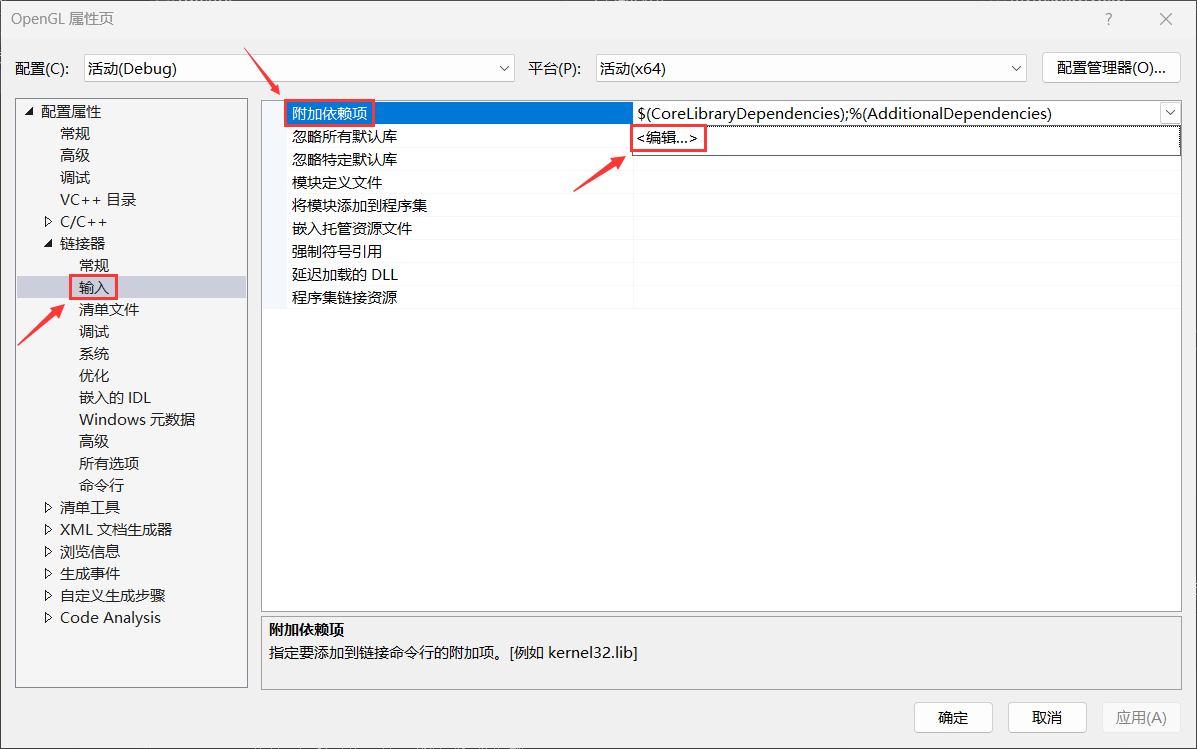 OpenGL 属性页
?
配置(C): 活动(Debug) 平台(P): 活动(x64) 配置管理器(O)...
配置属性
常规
高级
调试
VC++ 目录
C/C++
链接器
常规
输入
清单文件
调试
系统
优化
嵌入的 IDL
Windows 元数据
高级
所有选项
命令行
清单工具
XML 文档生成器
浏览信息
生成事件
自定义生成步骤
Code Analysis
附加依赖项 $(CoreLibraryDependencies);%(AdditionalDependencies)
忽略所有默认库 <编辑...>
忽略特定默认库
模块定义文件
将模块添加到程序集
嵌入托管资源文件
强制符号引用
延迟加载的 DLL
程序集链接资源
附加依赖项
指定要添加到链接命令行的附加项。[例如 kernel32.lib]
确定 取消 应用(A)